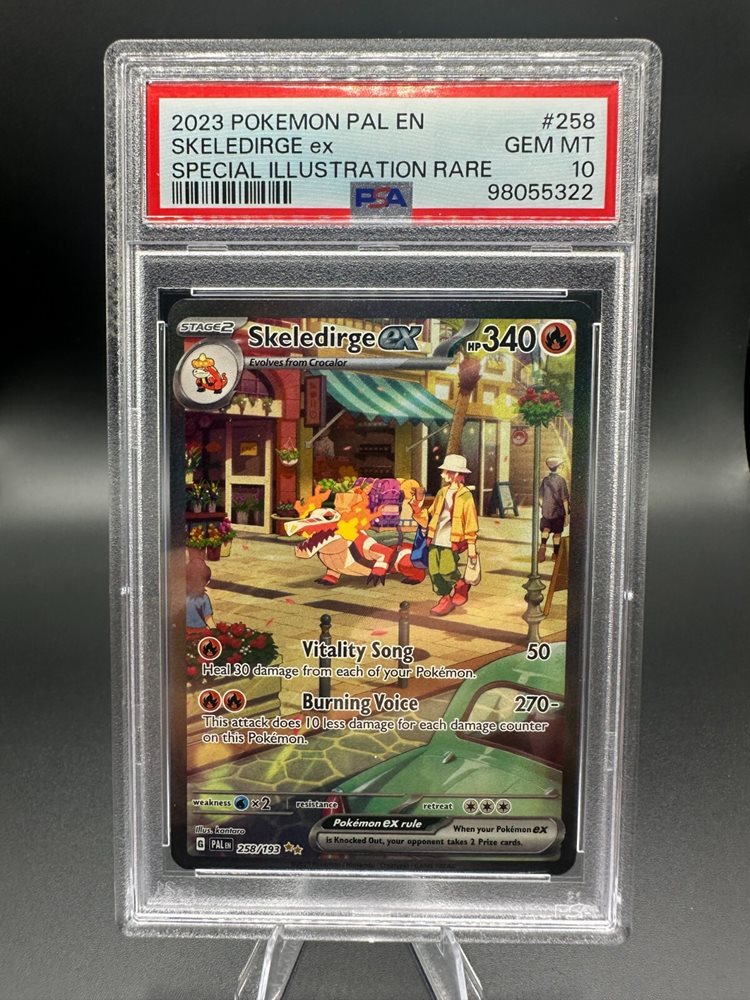 2023 POKEMON PAL EN #258
SKELEDIRGE ex GEM MT
SPECIAL ILLUSTRATION RARE 10
PSA 98055322
STAGE2 Skeledirge ex HP 340
Evolves from Crocalor
Vitality Song 50
Heal 30 damage from each of your Pokémon.
Burning Voice 270-
This attack does 10 less damage for each damage counter
on this Pokémon.
weakness ×2 resistance retreat
Pokémon ex rule When your Pokémon ex
is Knocked Out, your opponent takes 2 Prize cards.
Illus. kantaro
G PAL EN 258/193